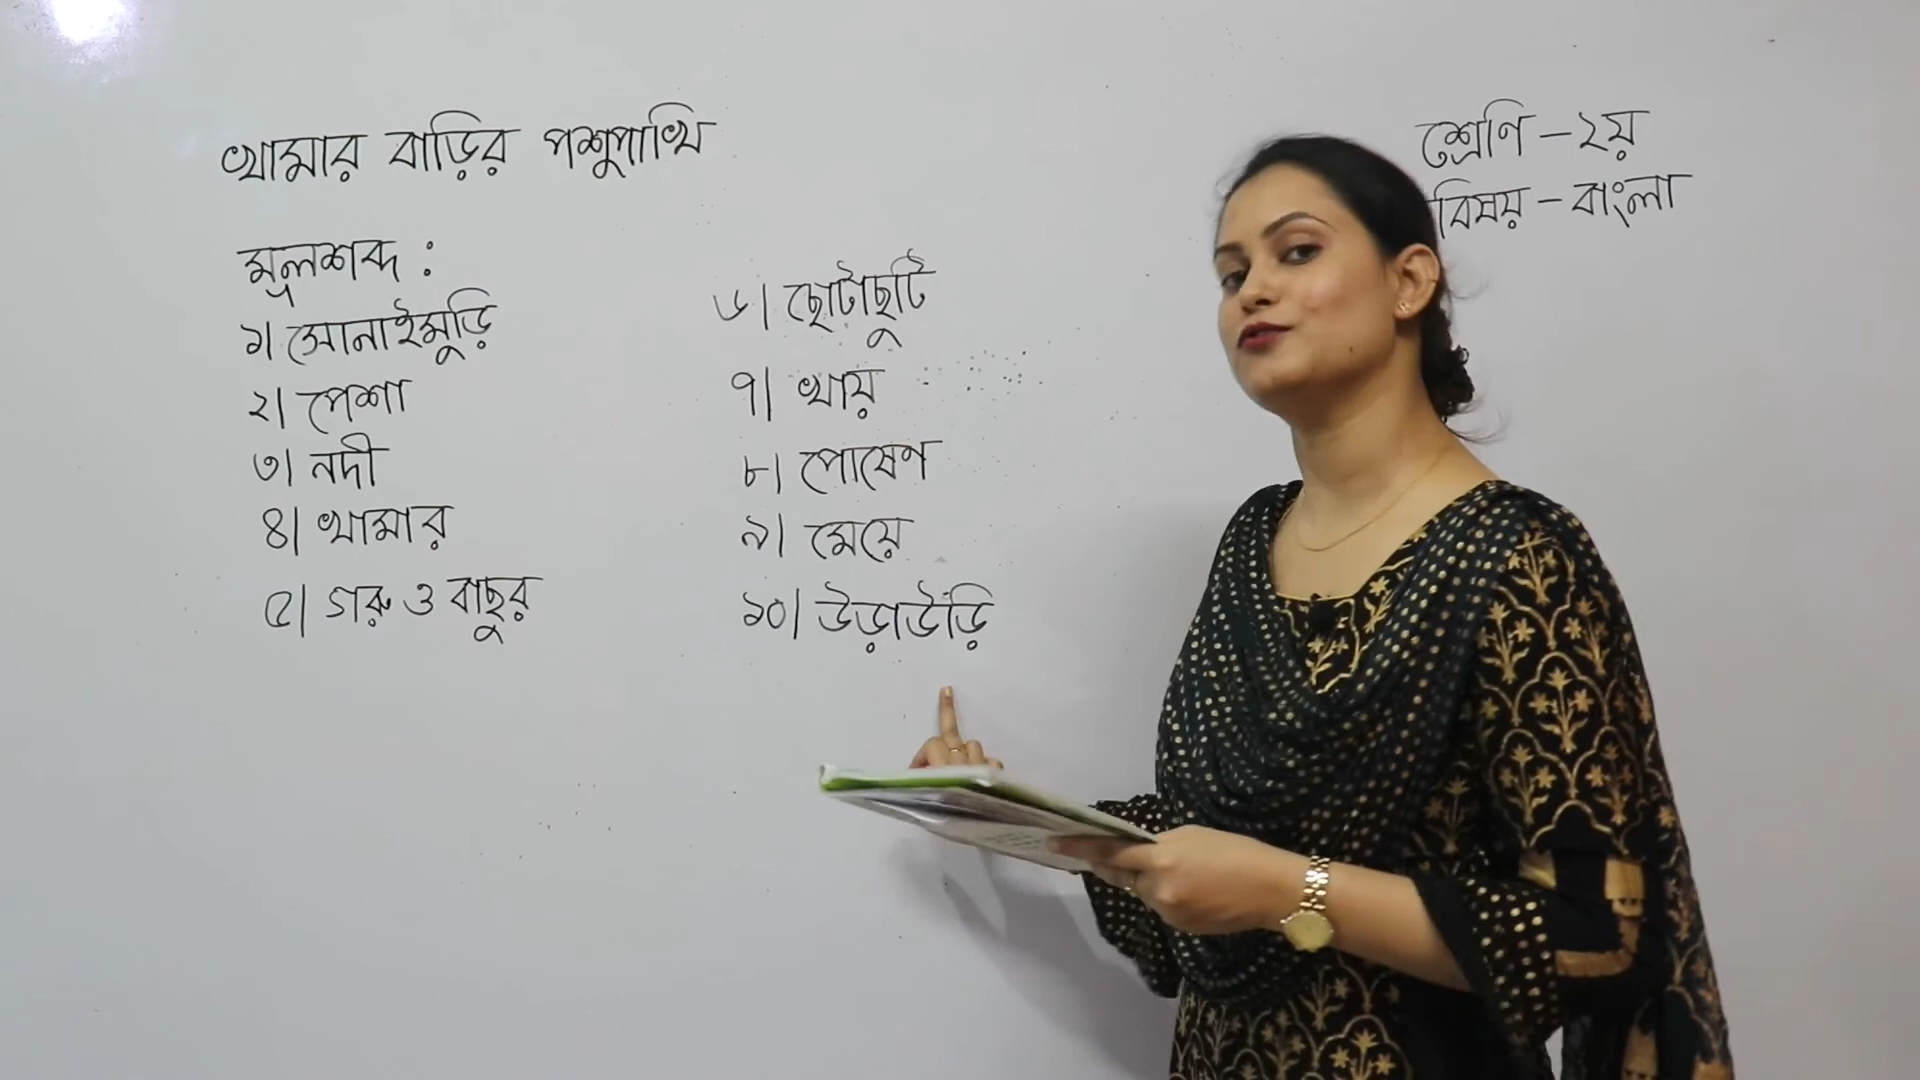 খামার বাড়ির পশুপাখি
শ্রেণি – ২য়
বিষয় – বাংলা
মূলশব্দ :
১। সোনাইমুড়ি
২। পেশা
৩। নদী
৪। খামার
৫। গরু ও বাছুর
৬। ছোটাছুটি
৭। খায়
৮। পোষেণ
৯। মেয়ে
১০। উড়াউড়ি